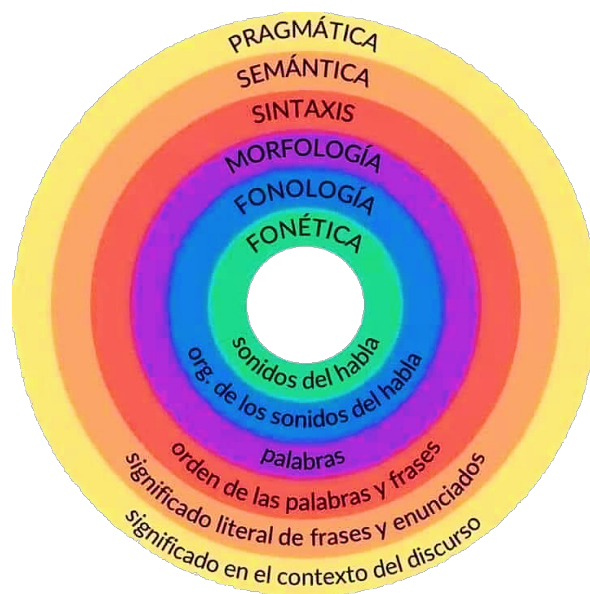 PRAGMÁTICA
SEMÁNTICA
SINTAXIS
MORFOLOGÍA
FONOLOGÍA
FONÉTICA
sonidos del habla
org. de los sonidos del habla
palabras
orden de las palabras y frases
significado literal de frases y enunciados
significado en el contexto del discurso